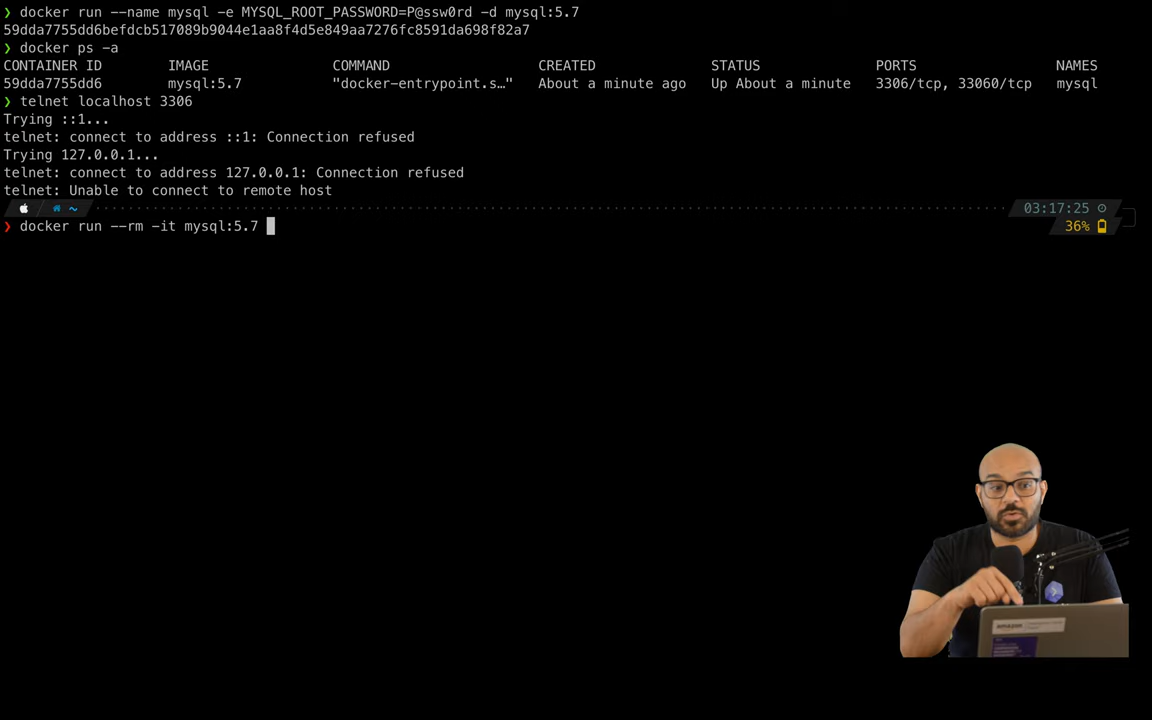 ❯ docker run --name mysql -e MYSQL_ROOT_PASSWORD=P@ssw0rd -d mysql:5.7
59dda7755dd6befdcb517089b9044e1aa8f4d5e849aa7276fc8591da698f82a7
❯ docker ps -a
CONTAINER ID IMAGE COMMAND CREATED STATUS PORTS NAMES
59dda7755dd6 mysql:5.7 "docker-entrypoint.s…" About a minute ago Up About a minute 3306/tcp, 33060/tcp mysql
❯ telnet localhost 3306
Trying ::1...
telnet: connect to address ::1: Connection refused
Trying 127.0.0.1...
telnet: connect to address 127.0.0.1: Connection refused
telnet: Unable to connect to remote host
~ 03:17:25
❯ docker run --rm -it mysql:5.7 36%
amazon